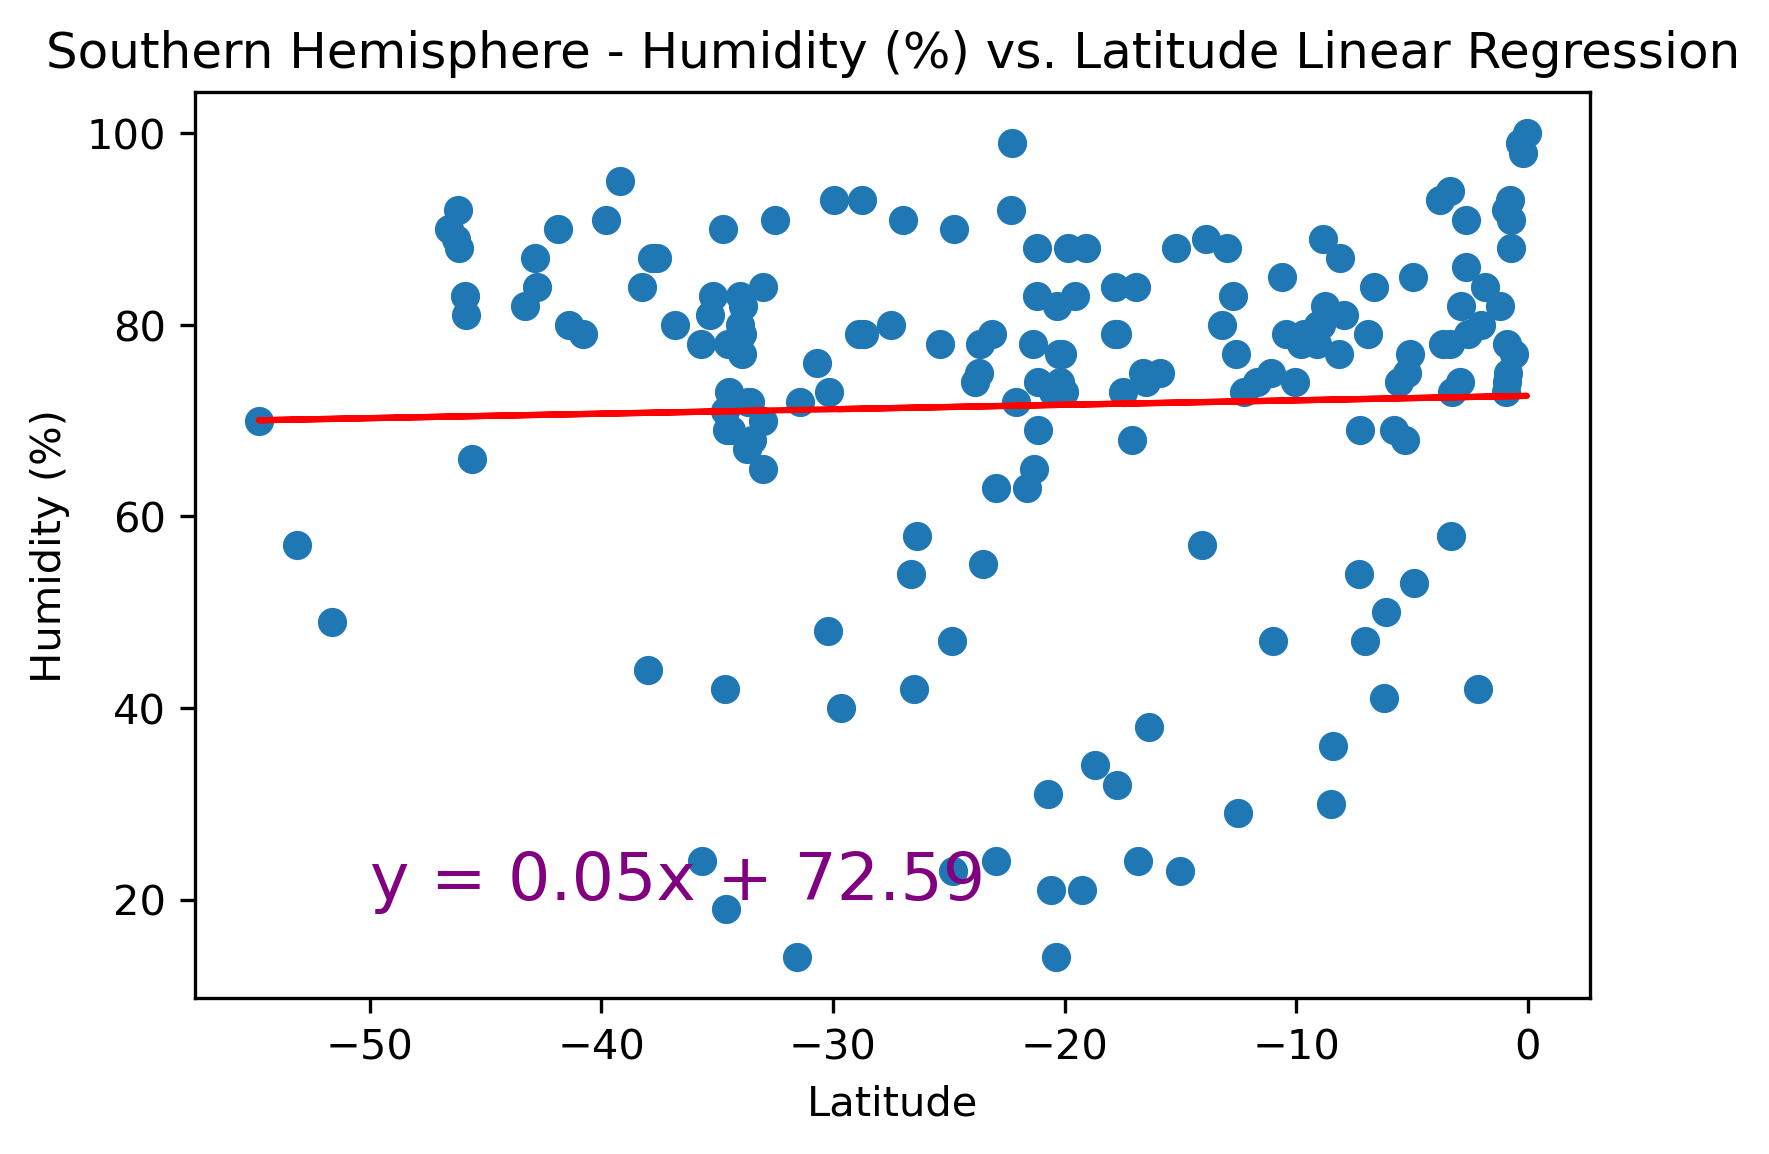 Southern Hemisphere - Humidity (%) vs. Latitude Linear Regression
100
80
60
40
20
Humidity (%)
y = 0.05x + 72.59
−50 −40 −30 −20 −10 0
Latitude